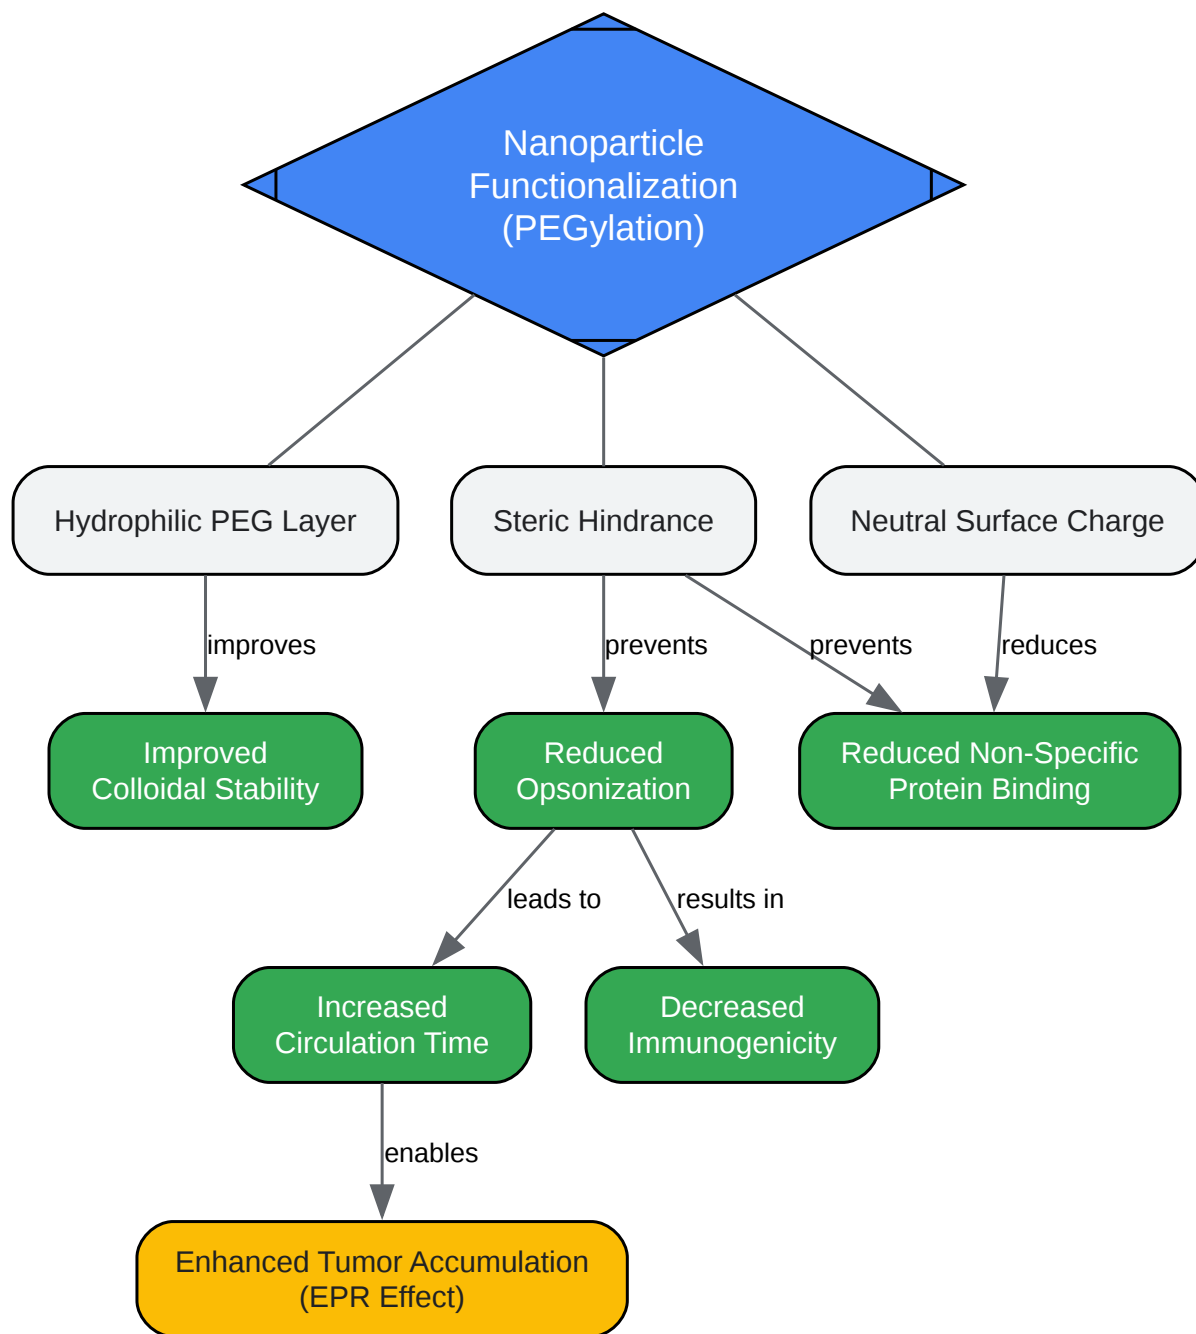 Nanoparticle
Functionalization
(PEGylation)
Hydrophilic PEG Layer
Steric Hindrance
Neutral Surface Charge
improves
prevents
prevents
reduces
Improved
Colloidal Stability
Reduced
Opsonization
Reduced Non-Specific
Protein Binding
leads to
results in
Increased
Circulation Time
Decreased
Immunogenicity
enables
Enhanced Tumor Accumulation
(EPR Effect)